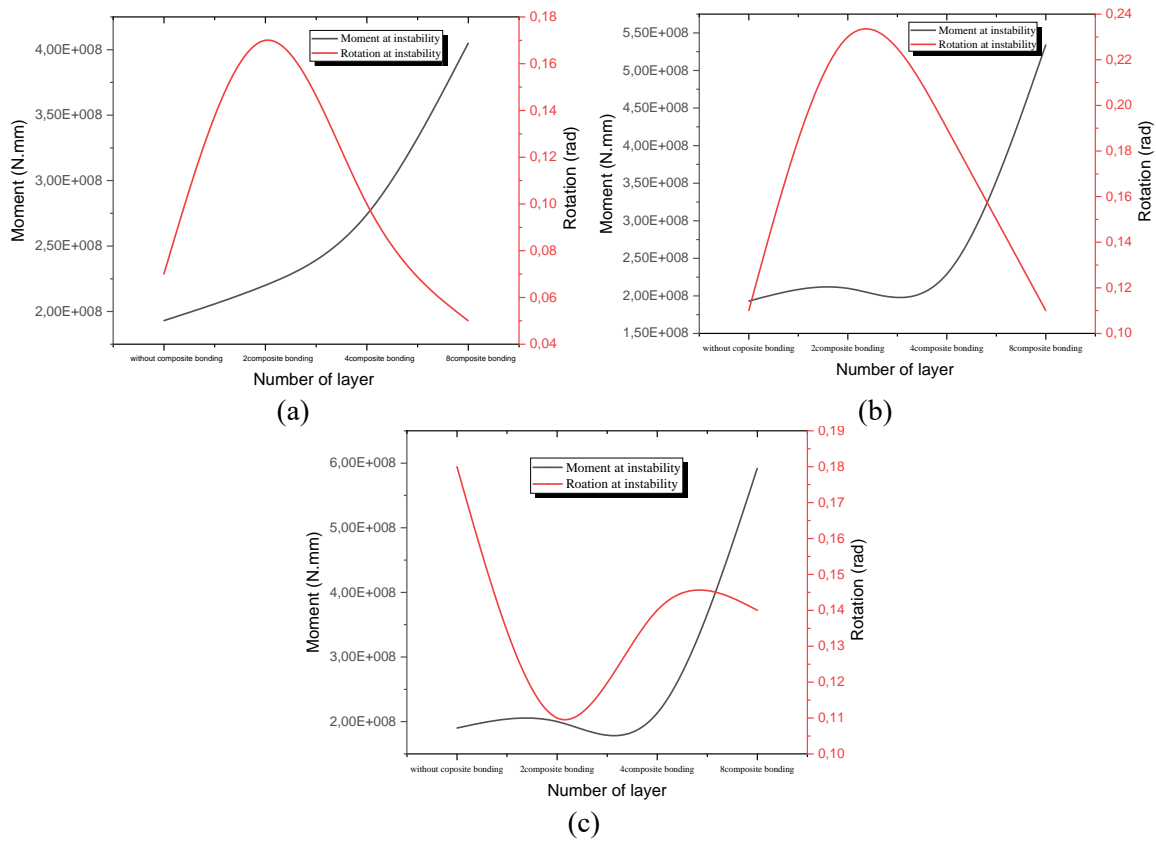 Moment at instability
Rotation at instability
4,00E+008
3,50E+008
3,00E+008
2,50E+008
2,00E+008
Moment (N.mm)
0,18
0,16
0,14
0,12
0,10
0,08
0,06
0,04
Rotation (rad)
without composite bonding 2composite bonding 4composite bonding 8composite bonding
Number of layer
(a)
Moment at instability
Rotation at instability
5,50E+008
5,00E+008
4,50E+008
4,00E+008
3,50E+008
3,00E+008
2,50E+008
2,00E+008
1,50E+008
Moment (N.mm)
0,24
0,22
0,20
0,18
0,16
0,14
0,12
0,10
Rotation (rad)
without coposite bonding 2composite bonding 4composite bonding 8composite bonding
Number of layer
(b)
Moment at instability
Roation at instability
6,00E+008
5,00E+008
4,00E+008
3,00E+008
2,00E+008
Moment (N.mm)
0,19
0,18
0,17
0,16
0,15
0,14
0,13
0,12
0,11
0,10
Rotation (rad)
without coposite bonding 2composite bonding 4composite bonding 8composite bonding
Number of layer
(c)